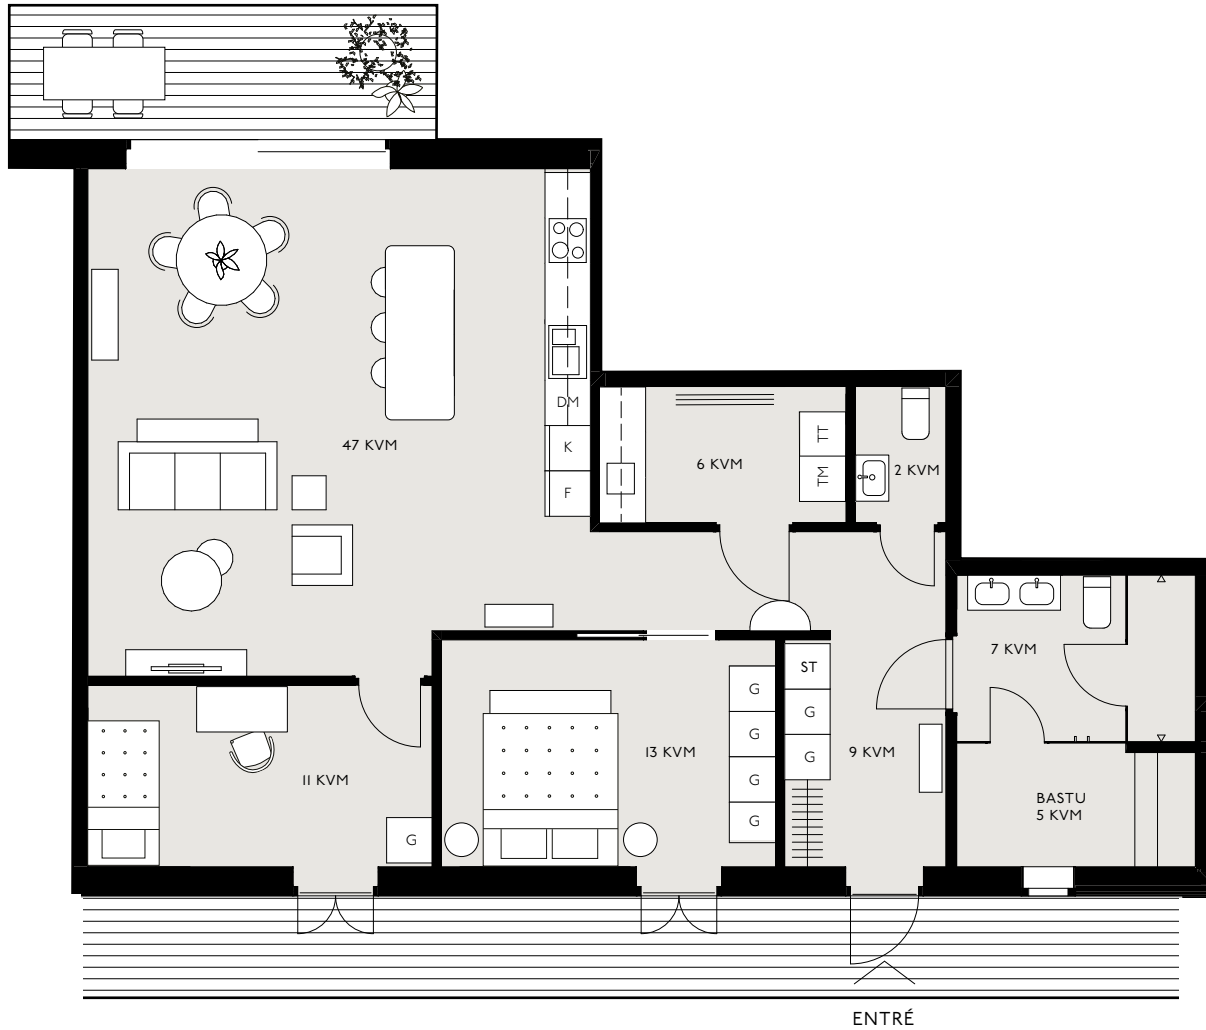 DM
K
F
47 KVM
6 KVM
TT
TM
2 KVM
7 KVM
ST
G
G
9 KVM
G
G
G
G
13 KVM
11 KVM
G
BASTU
5 KVM
ENTRÉ